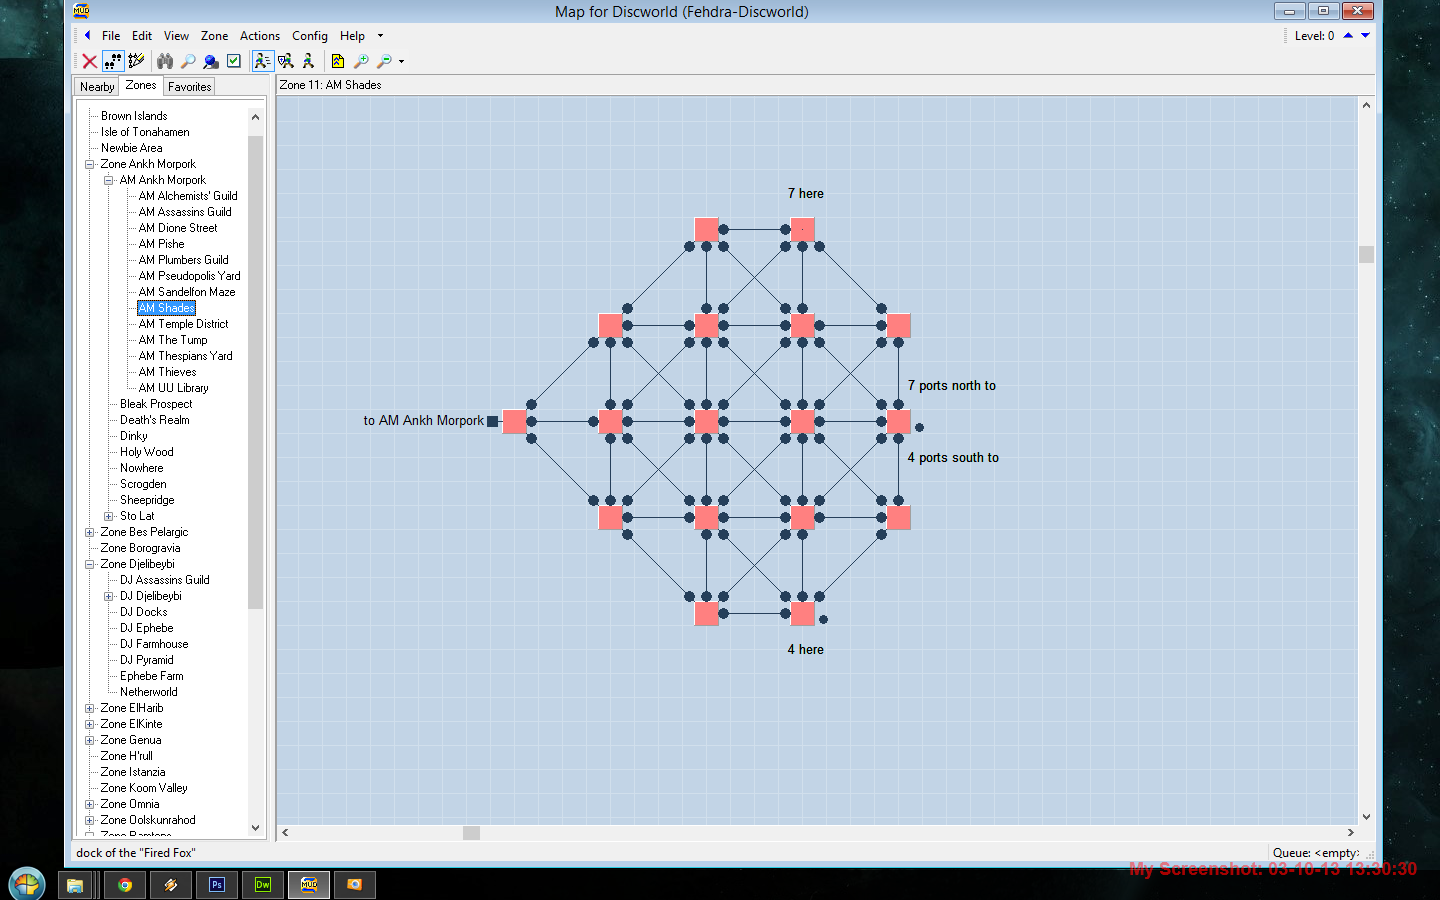 Map for Discworld (Fehdra-Discworld)
File Edit View Zone Actions Config Help
Level: 0
Nearby Zones Favorites
Zone 11: AM Shades
Brown Islands
Isle of Tonahamen
Newbie Area
Zone Ankh Morpork
AM Ankh Morpork
AM Alchemists' Guild
AM Assassins Guild
AM Dione Street
AM Pishe
AM Plumbers Guild
AM Pseudopolis Yard
AM Sandelfon Maze
AM Shades
AM Temple District
AM The Tump
AM Thespians Yard
AM Thieves
AM UU Library
Bleak Prospect
Death's Realm
Dinky
Holy Wood
Nowhere
Scrogden
Sheepridge
Sto Lat
Zone Bes Pelargic
Zone Borogravia
Zone Djelibeybi
DJ Assassins Guild
DJ Djelibeybi
DJ Docks
DJ Ephebe
DJ Farmhouse
DJ Pyramid
Ephebe Farm
Netherworld
Zone ElHarib
Zone ElKinte
Zone Genua
Zone H'rull
Zone Istanzia
Zone Koom Valley
Zone Omnia
Zone Oolskunrahod
Zone Ramtops
7 here
7 ports north to
to AM Ankh Morpork
4 ports south to
4 here
dock of the "Fired Fox"
Queue: <empty>
My Screenshot: 03-10-13 13:30:30
MUD
Ps
Dw
MUD